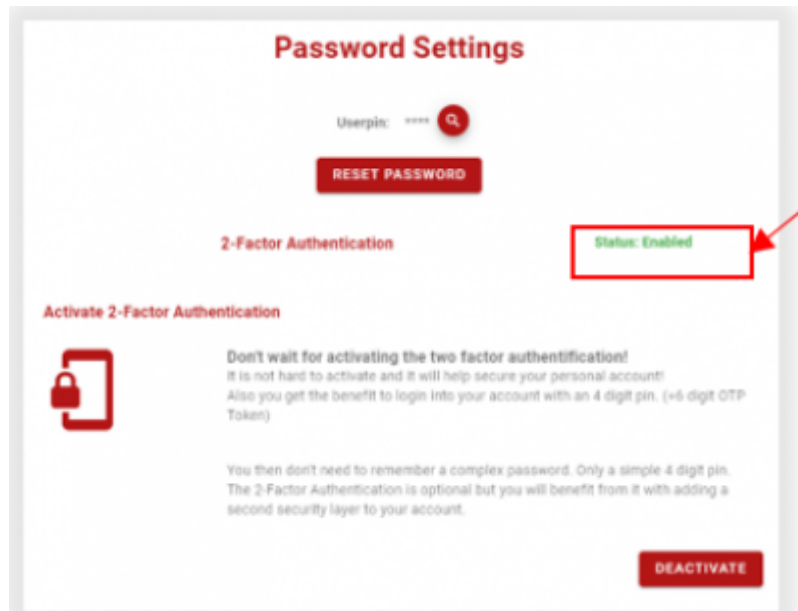 Password Settings
Userpin: ****
RESET PASSWORD
2-Factor Authentication
Status: Enabled
Activate 2-Factor Authentication
Don't wait for activating the two factor authentification!
It is not hard to activate and it will help secure your personal account!
Also you get the benefit to login into your account with an 4 digit pin. (+6 digit OTP
Token)
You then don't need to remember a complex password. Only a simple 4 digit pin.
The 2-Factor Authentication is optional but you will benefit from it with adding a
second security layer to your account.
DEACTIVATE